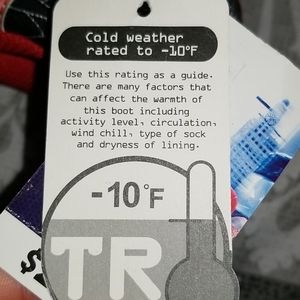 Cold weather
rated to -10°F
Use this rating as a guide.
There are many factors that
can affect the warmth of
this boot including
activity level, circulation,
wind chill, type of sock
and dryness of lining.
-10°F
TR
$